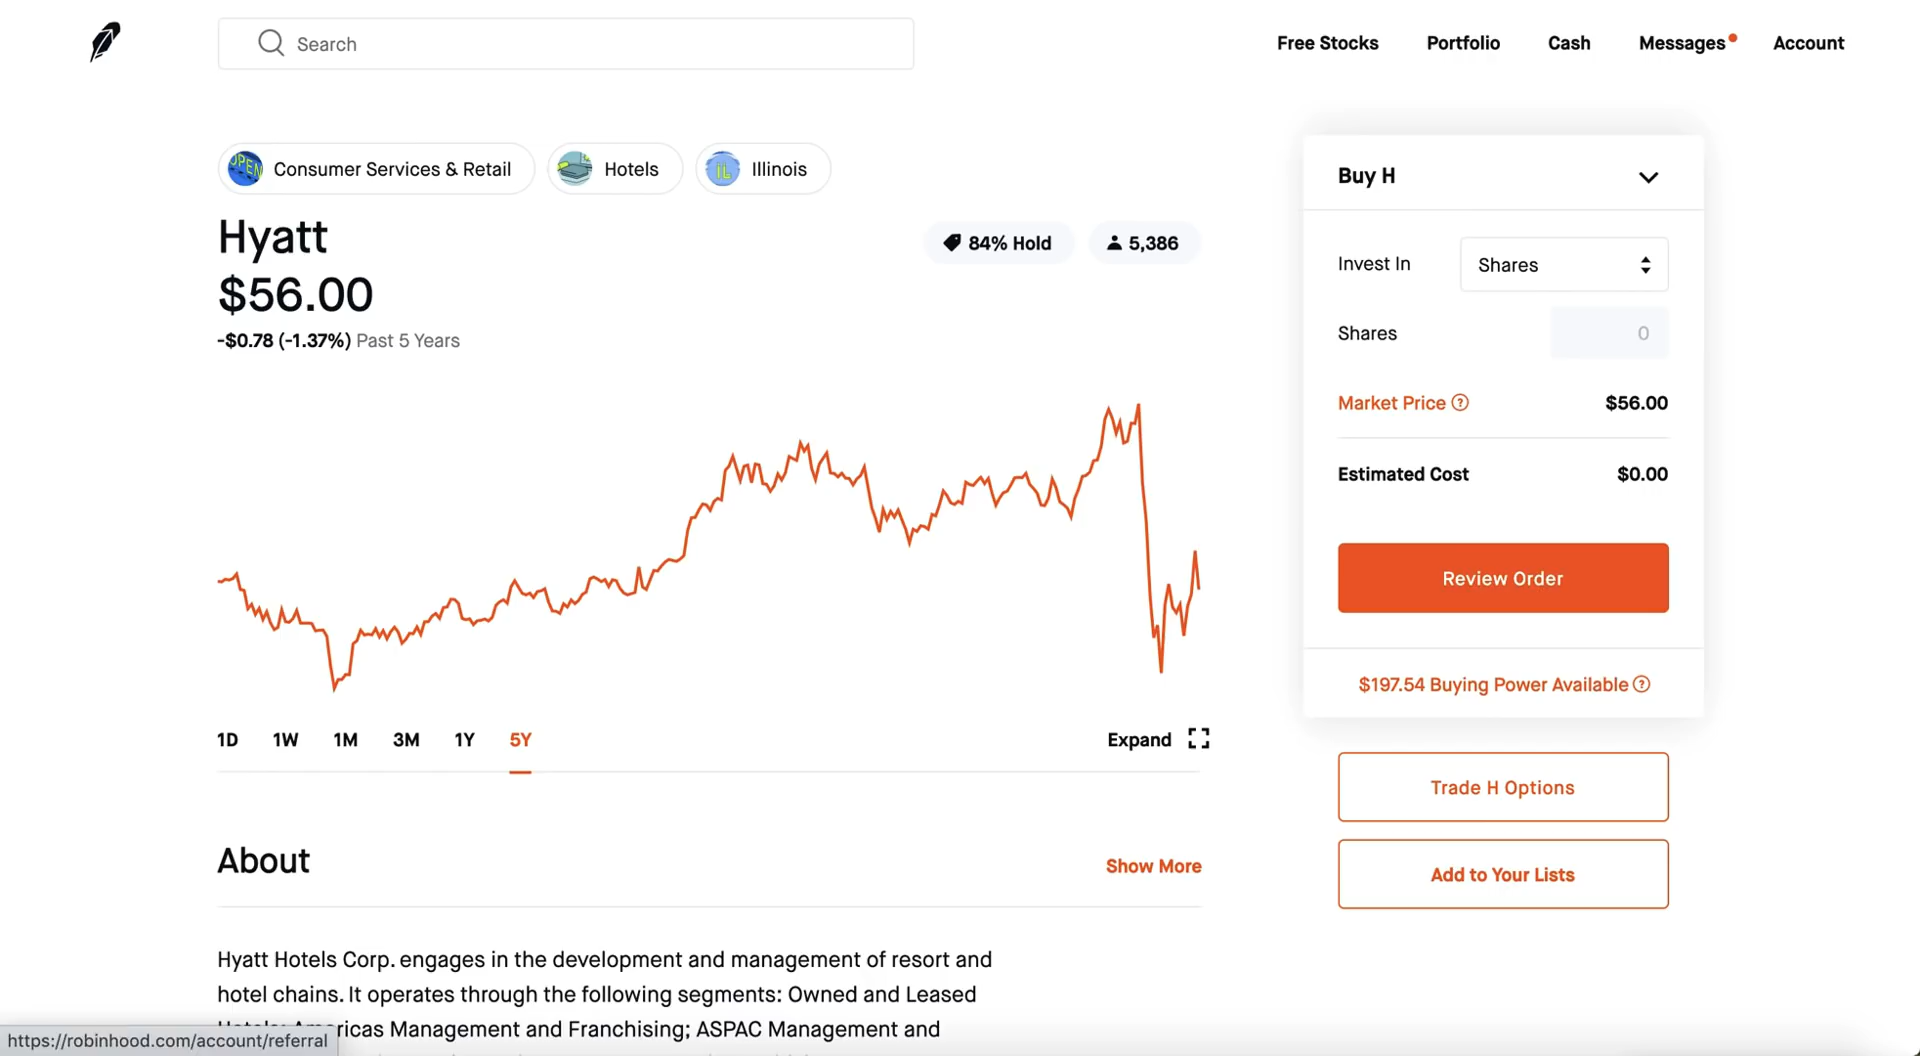 Search
Free Stocks
Portfolio
Cash
Messages
Account
OPEN
Consumer Services & Retail
Hotels
IL
Illinois
Hyatt
$56.00
-$0.78 (-1.37%) Past 5 Years
84% Hold
5,386
1D
1W
1M
3M
1Y
5Y
Expand
About
Show More
Hyatt Hotels Corp. engages in the development and management of resort and
hotel chains. It operates through the following segments: Owned and Leased
Hotels; Americas Management and Franchising; ASPAC Management and
https://robinhood.com/account/referral
Buy H
Invest In
Shares
Shares
0
Market Price ?
$56.00
Estimated Cost
$0.00
Review Order
$197.54 Buying Power Available ?
Trade H Options
Add to Your Lists